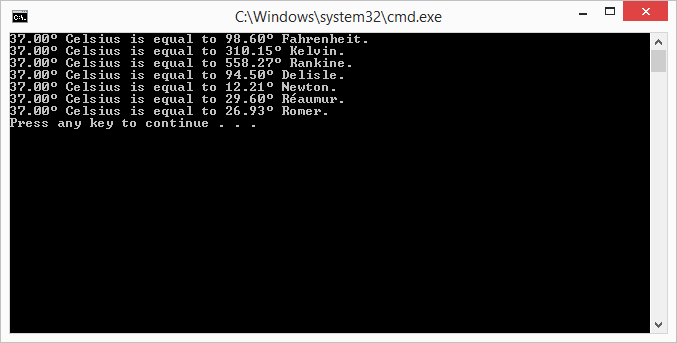 C:\Windows\system32\cmd.exe
37.00º Celsius is equal to 98.60º Fahrenheit.
37.00º Celsius is equal to 310.15º Kelvin.
37.00º Celsius is equal to 558.27º Rankine.
37.00º Celsius is equal to 94.50º Delisle.
37.00º Celsius is equal to 12.21º Newton.
37.00º Celsius is equal to 29.60º Réaumur.
37.00º Celsius is equal to 26.93º Romer.
Press any key to continue . . .